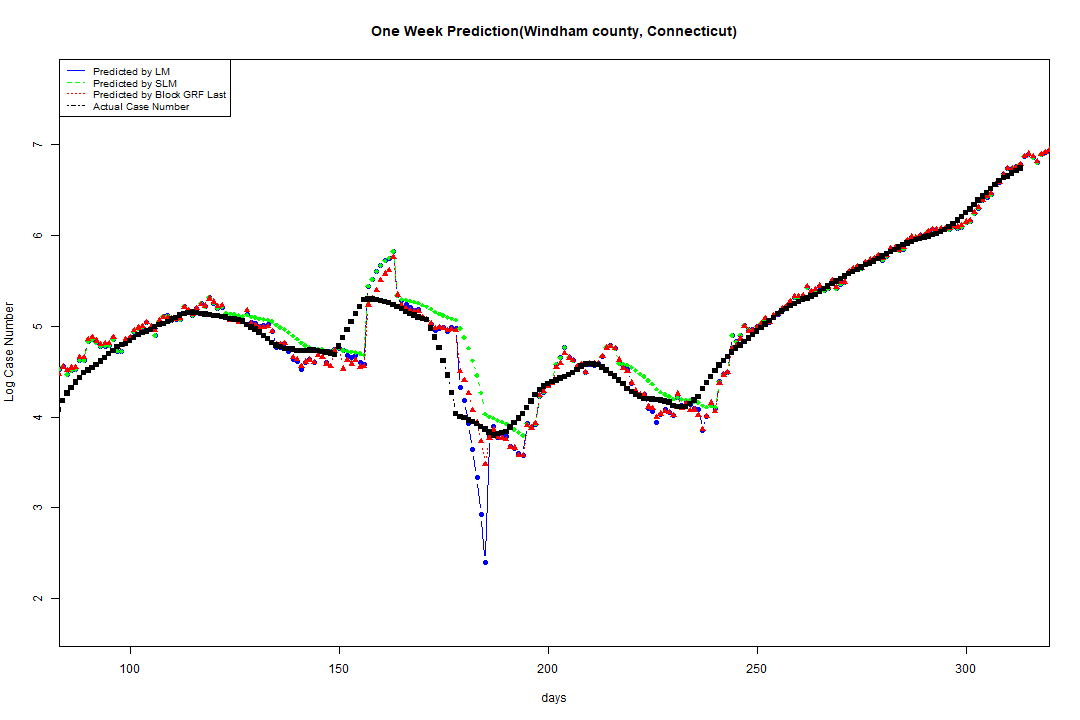 One Week Prediction(Windham county, Connecticut)
Predicted by LM
Predicted by SLM
Predicted by Block GRF Last
Actual Case Number
7
6
5
4
3
2
Log Case Number
100 150 200 250 300
days